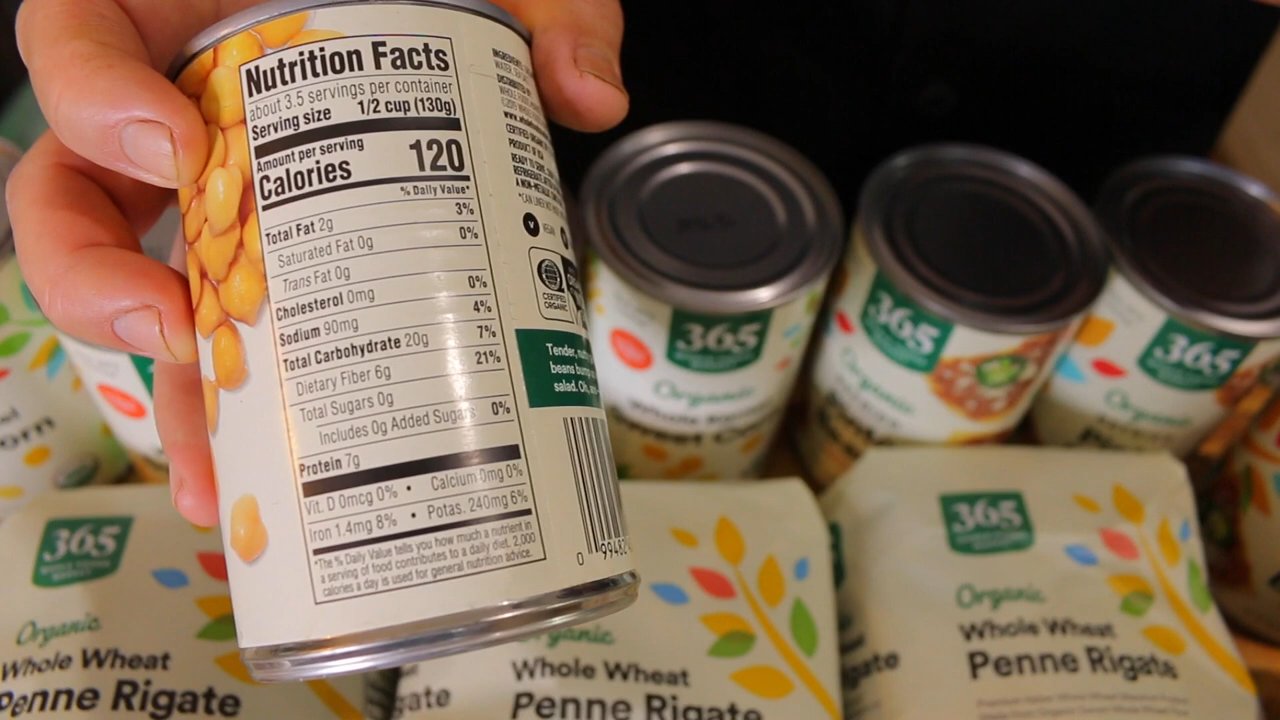 Nutrition Facts
about 3.5 servings per container
Serving size 1/2 cup (130g)
Amount per serving
Calories 120
% Daily Value*
Total Fat 2g 3%
Saturated Fat 0g 0%
Trans Fat 0g
Cholesterol 0mg 0%
Sodium 90mg 4%
Total Carbohydrate 20g 7%
Dietary Fiber 6g 21%
Total Sugars 0g
Includes 0g Added Sugars 0%
Protein 7g
Vit. D 0mcg 0% • Calcium 0mg 0%
Iron 1.4mg 8% • Potas. 240mg 6%
*The % Daily Value tells you how much a nutrient in
a serving of food contributes to a daily diet. 2,000
calories a day is used for general nutrition advice.
VEGAN
CERTIFIED
ORGANIC
Tender,
beans
salad.
0 99482
365
Organic
365
Organic
365
Organic
365
Organic
Whole Wheat
Penne Rigate
Organic
Whole Wheat
Penne Rigate
365
Organic
Whole Wheat
Penne Rigate